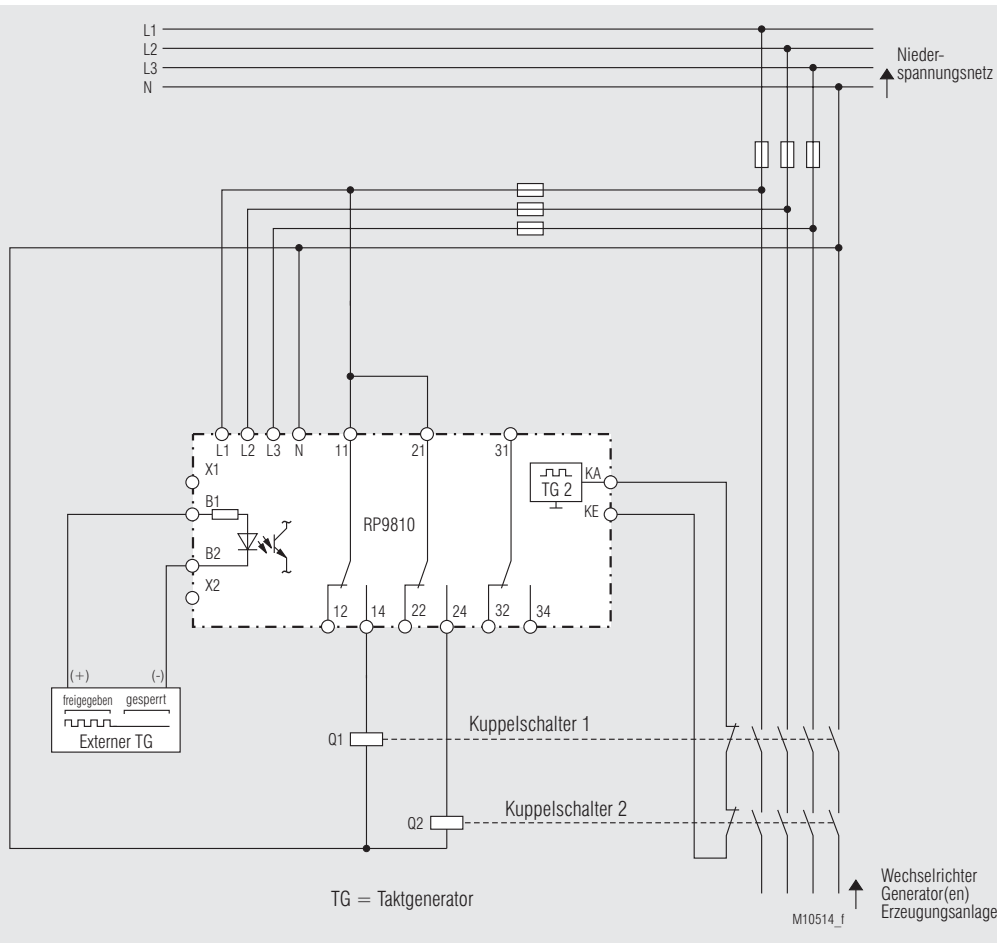 L1
L2
L3
N
Nieder-
spannungsnetz
L1 L2 L3 N 11 21 31
X1
B1
B2
X2
RP9810
TG 2
KA
KE
12 14 22 24 32 34
(+) (-)
freigegeben gesperrt
Externer TG
Q1
Kuppelschalter 1
Q2
Kuppelschalter 2
TG = Taktgenerator
M10514_f
Wechselrichter
Generator(en)
Erzeugungsanlage